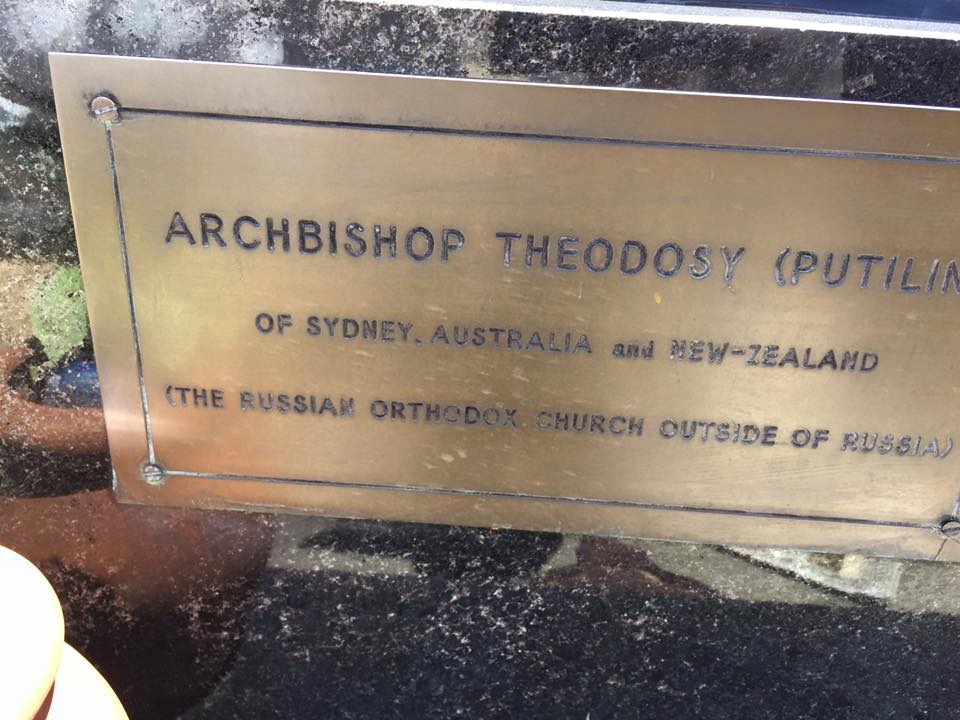 ARCHBISHOP THEODOSY (PUTILIN
OF SYDNEY, AUSTRALIA and NEW-ZEALAND
(THE RUSSIAN ORTHODOX CHURCH OUTSIDE OF RUSSIA)